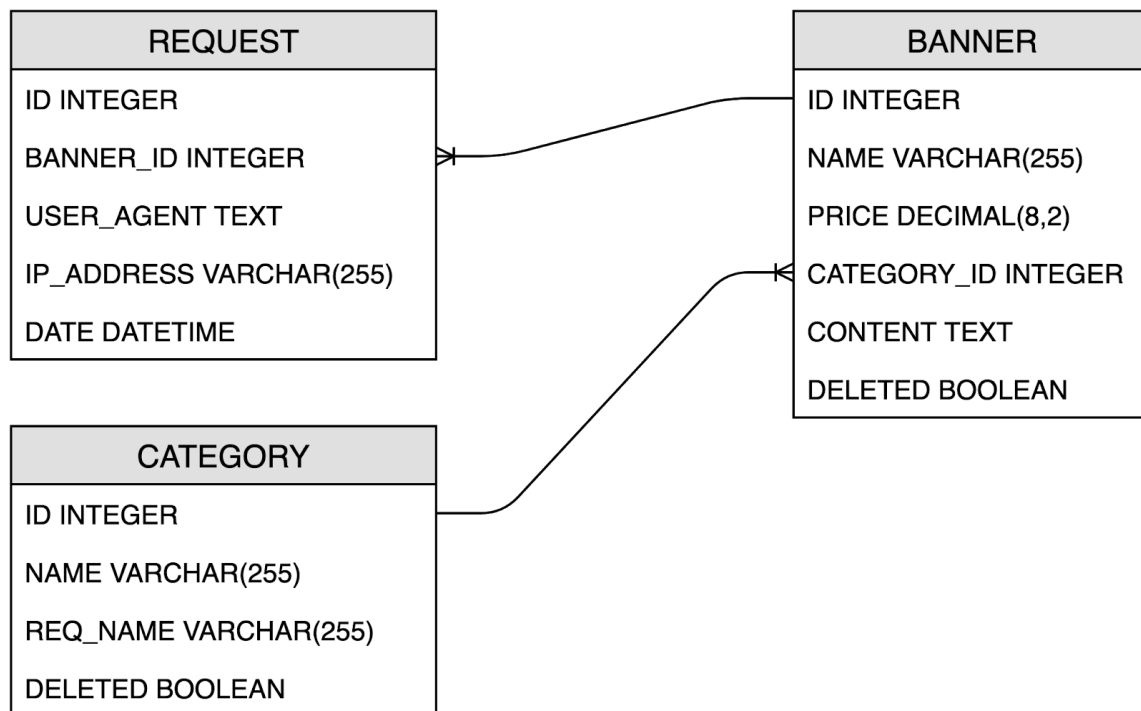 REQUEST
ID INTEGER
BANNER_ID INTEGER
USER_AGENT TEXT
IP_ADDRESS VARCHAR(255)
DATE DATETIME
BANNER
ID INTEGER
NAME VARCHAR(255)
PRICE DECIMAL(8,2)
CATEGORY_ID INTEGER
CONTENT TEXT
DELETED BOOLEAN
CATEGORY
ID INTEGER
NAME VARCHAR(255)
REQ_NAME VARCHAR(255)
DELETED BOOLEAN